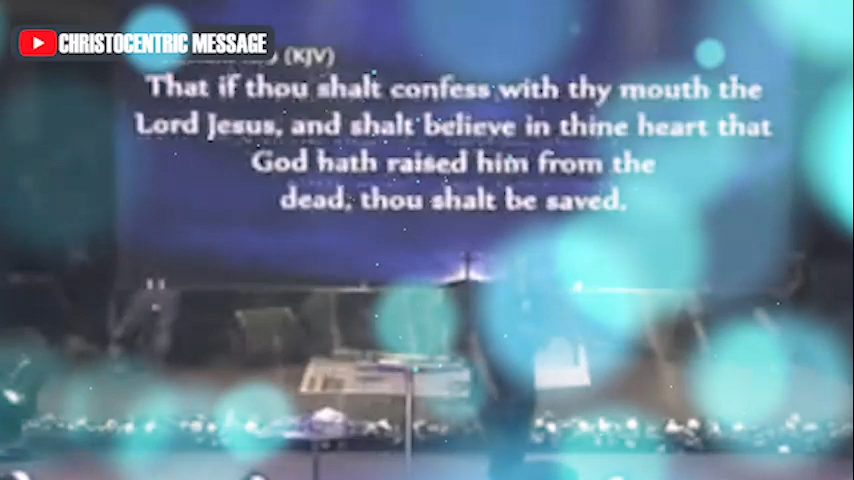 CHRISTOCENTRIC MESSAGE
(KJV)
That if thou shalt confess with thy mouth the
Lord Jesus, and shalt believe in thine heart that
God hath raised him from the
dead, thou shalt be saved.